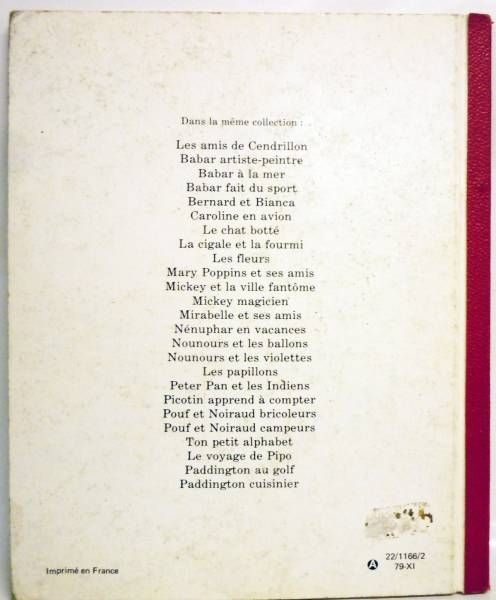 Dans la même collection :
Les amis de Cendrillon
Babar artiste-peintre
Babar à la mer
Babar fait du sport
Bernard et Bianca
Caroline en avion
Le chat botté
La cigale et la fourmi
Les fleurs
Mary Poppins et ses amis
Mickey et la ville fantôme
Mickey magicien
Mirabelle et ses amis
Nénuphar en vacances
Nounours et les ballons
Nounours et les violettes
Les papillons
Peter Pan et les Indiens
Picotin apprend à compter
Pouf et Noiraud bricoleurs
Pouf et Noiraud campeurs
Ton petit alphabet
Le voyage de Pipo
Paddington au golf
Paddington cuisinier
22/1166/2
Imprimé en France
A 79-XI